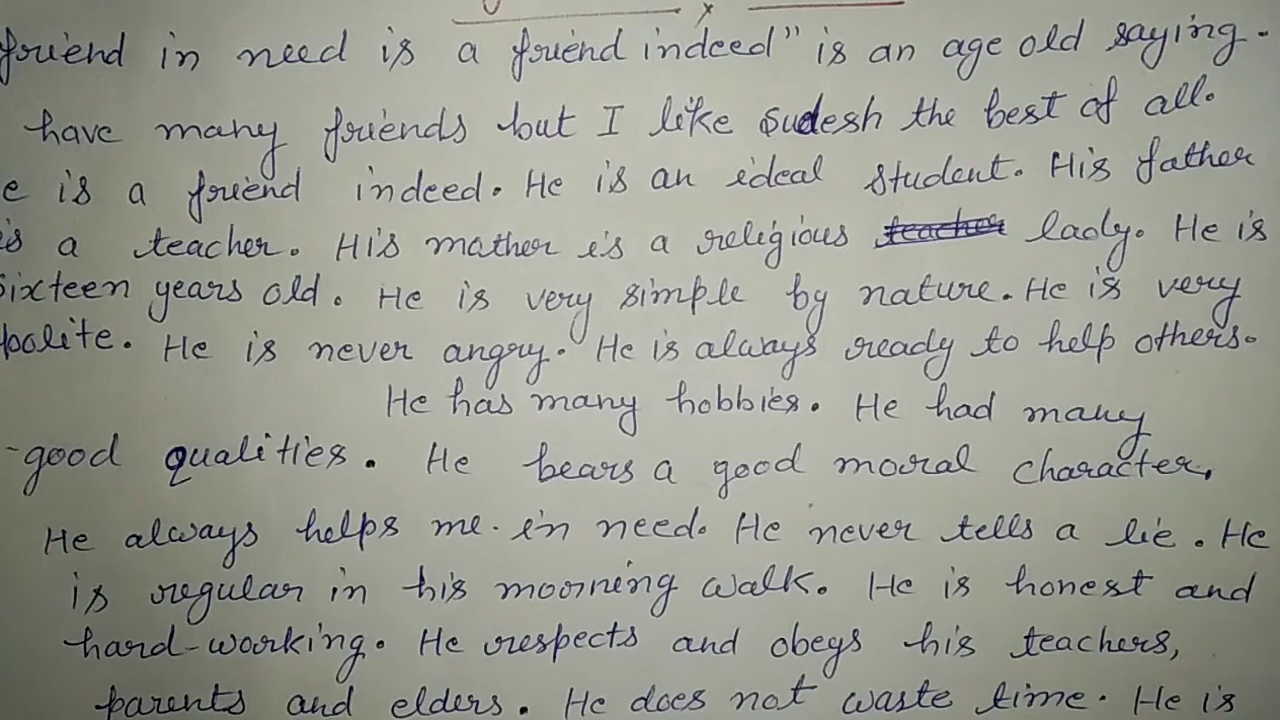 friend in need is a friend indeed" is an age old saying.
have many friends but I like Sudesh the best of all.
e is a friend indeed. He is an ideal student. His father
is a teacher. His mather is a religious teacher lady. He is
Sixteen years old. He is very simple by nature. He is very
polite. He is never angry. He is always ready to help others.
He has many hobbies. He had many
good qualities. He bears a good moral character,
He always helps me. in need. He never tells a lie. He
is regular in his morning walk. He is honest and
hard-working. He respects and obeys his teachers,
parents and elders. He does not waste time. He is